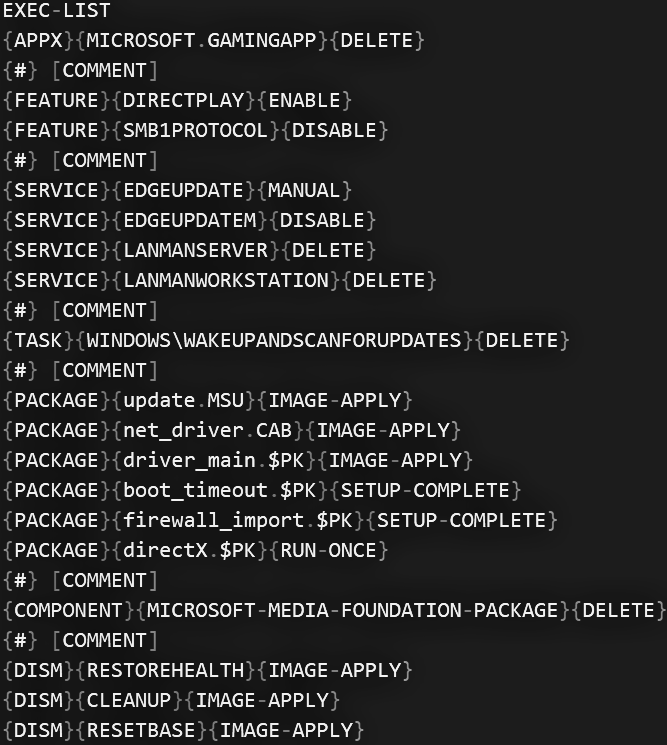 EXEC-LIST
{APPX}{MICROSOFT.GAMINGAPP}{DELETE}
{#} [COMMENT]
{FEATURE}{DIRECTPLAY}{ENABLE}
{FEATURE}{SMB1PROTOCOL}{DISABLE}
{#} [COMMENT]
{SERVICE}{EDGEUPDATE}{MANUAL}
{SERVICE}{EDGEUPDATEM}{DISABLE}
{SERVICE}{LANMANSERVER}{DELETE}
{SERVICE}{LANMANWORKSTATION}{DELETE}
{#} [COMMENT]
{TASK}{WINDOWS\WAKEUPANDSCANFORUPDATES}{DELETE}
{#} [COMMENT]
{PACKAGE}{update.MSU}{IMAGE-APPLY}
{PACKAGE}{net_driver.CAB}{IMAGE-APPLY}
{PACKAGE}{driver_main.$PK}{IMAGE-APPLY}
{PACKAGE}{boot_timeout.$PK}{SETUP-COMPLETE}
{PACKAGE}{firewall_import.$PK}{SETUP-COMPLETE}
{PACKAGE}{directX.$PK}{RUN-ONCE}
{#} [COMMENT]
{COMPONENT}{MICROSOFT-MEDIA-FOUNDATION-PACKAGE}{DELETE}
{#} [COMMENT]
{DISM}{RESTOREHEALTH}{IMAGE-APPLY}
{DISM}{CLEANUP}{IMAGE-APPLY}
{DISM}{RESETBASE}{IMAGE-APPLY}